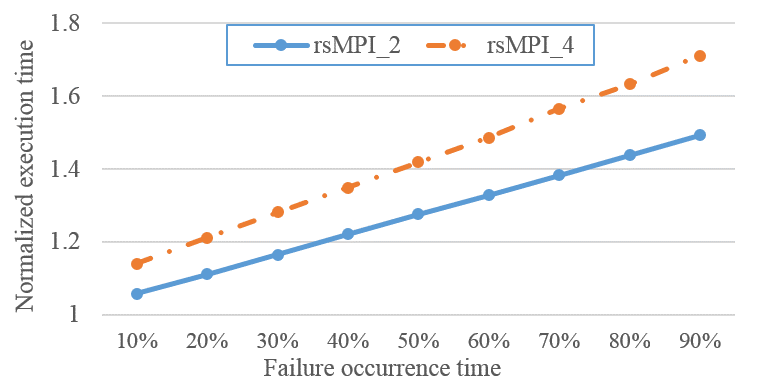 1.8
rsMPI_2 rsMPI_4
1.6
1.4
1.2
1
Normalized execution time
10% 20% 30% 40% 50% 60% 70% 80% 90%
Failure occurrence time